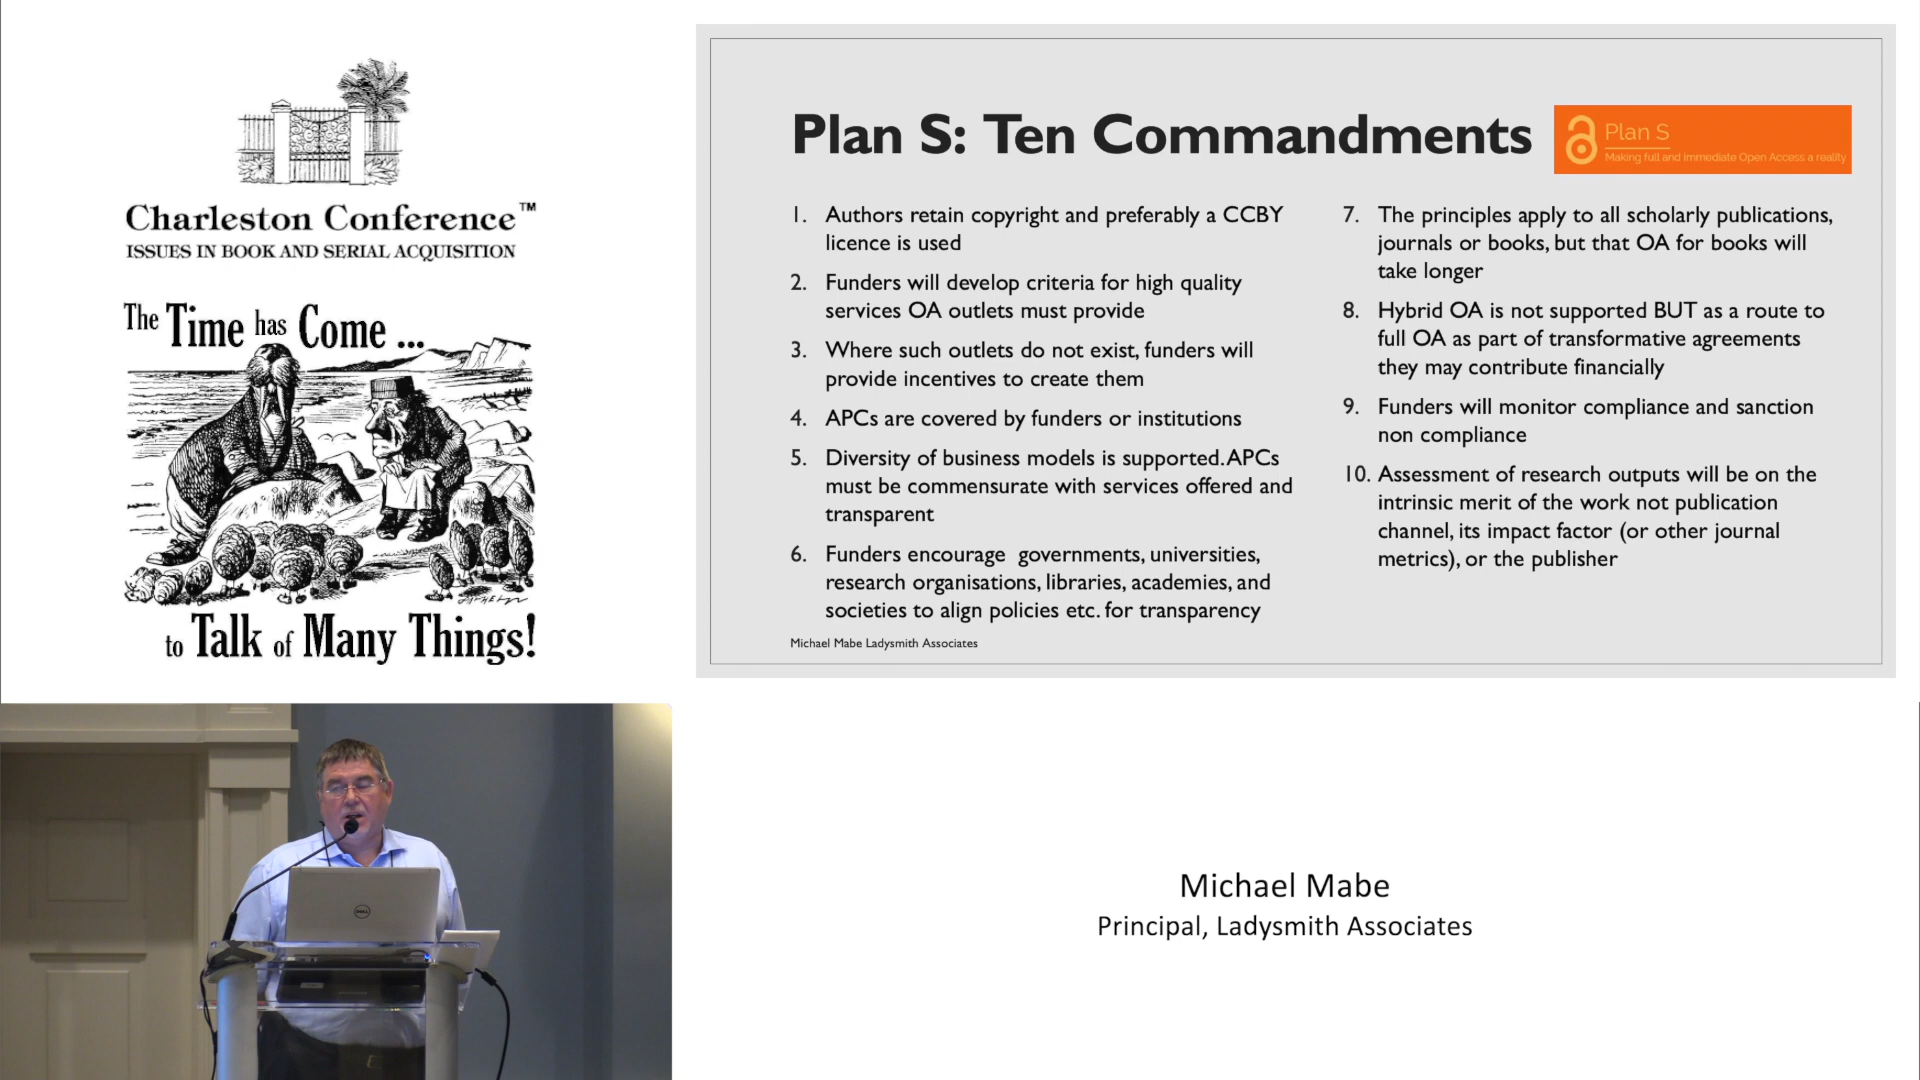 Charleston Conference™
ISSUES IN BOOK AND SERIAL ACQUISITION
The Time has Come ...
to Talk of Many Things!
Plan S: Ten Commandments
Plan S
Making full and immediate Open Access a reality
1. Authors retain copyright and preferably a CCBY
licence is used
2. Funders will develop criteria for high quality
services OA outlets must provide
3. Where such outlets do not exist, funders will
provide incentives to create them
4. APCs are covered by funders or institutions
5. Diversity of business models is supported. APCs
must be commensurate with services offered and
transparent
6. Funders encourage governments, universities,
research organisations, libraries, academies, and
societies to align policies etc. for transparency
7. The principles apply to all scholarly publications,
journals or books, but that OA for books will
take longer
8. Hybrid OA is not supported BUT as a route to
full OA as part of transformative agreements
they may contribute financially
9. Funders will monitor compliance and sanction
non compliance
10. Assessment of research outputs will be on the
intrinsic merit of the work not publication
channel, its impact factor (or other journal
metrics), or the publisher
Michael Mabe Ladysmith Associates
DELL
Michael Mabe
Principal, Ladysmith Associates